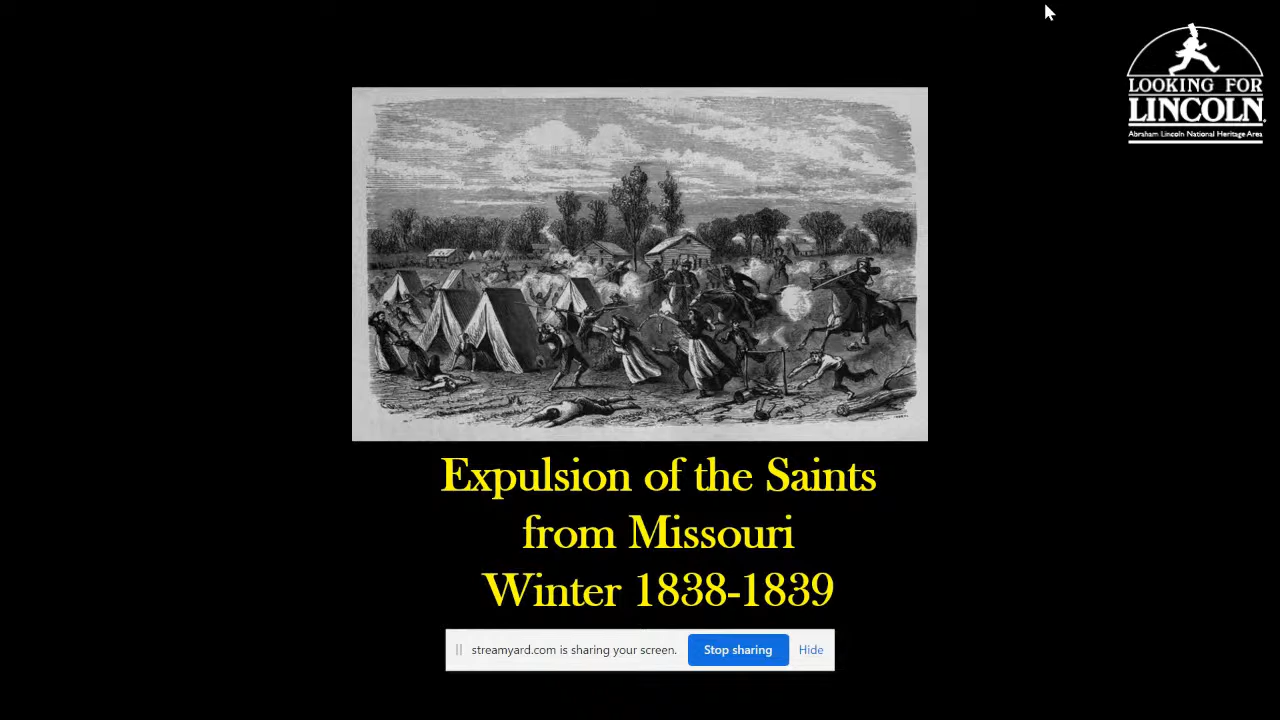 LOOKING FOR
LINCOLN
Abraham Lincoln National Heritage Area
Expulsion of the Saints
from Missouri
Winter 1838-1839
streamyard.com is sharing your screen.
Stop sharing
Hide